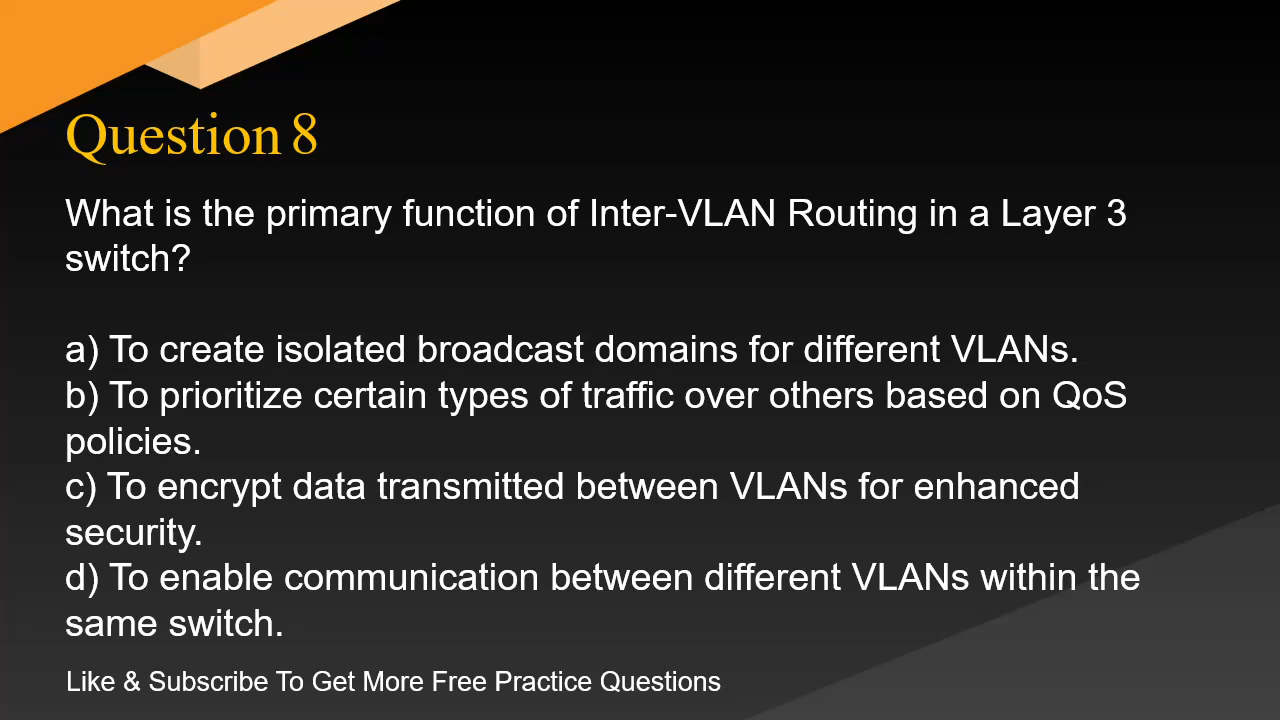 Question 8
What is the primary function of Inter-VLAN Routing in a Layer 3
switch?
a) To create isolated broadcast domains for different VLANs.
b) To prioritize certain types of traffic over others based on QoS
policies.
c) To encrypt data transmitted between VLANs for enhanced
security.
d) To enable communication between different VLANs within the
same switch.
Like & Subscribe To Get More Free Practice Questions